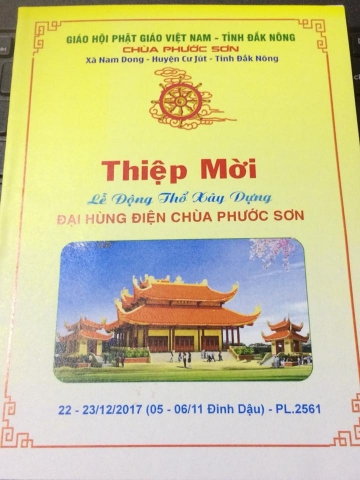 GIÁO HỘI PHẬT GIÁO VIỆT NAM - TỈNH ĐẮK NÔNG
CHÙA PHƯỚC SƠN
Xã Nam Dong - Huyện Cư Jút - Tỉnh Đắk Nông
Thiệp Mời
Lễ Động Thổ Xây Dựng
ĐẠI HÙNG ĐIỆN CHÙA PHƯỚC SƠN
22 - 23/12/2017 (05 - 06/11 Đinh Dậu) - PL.2561